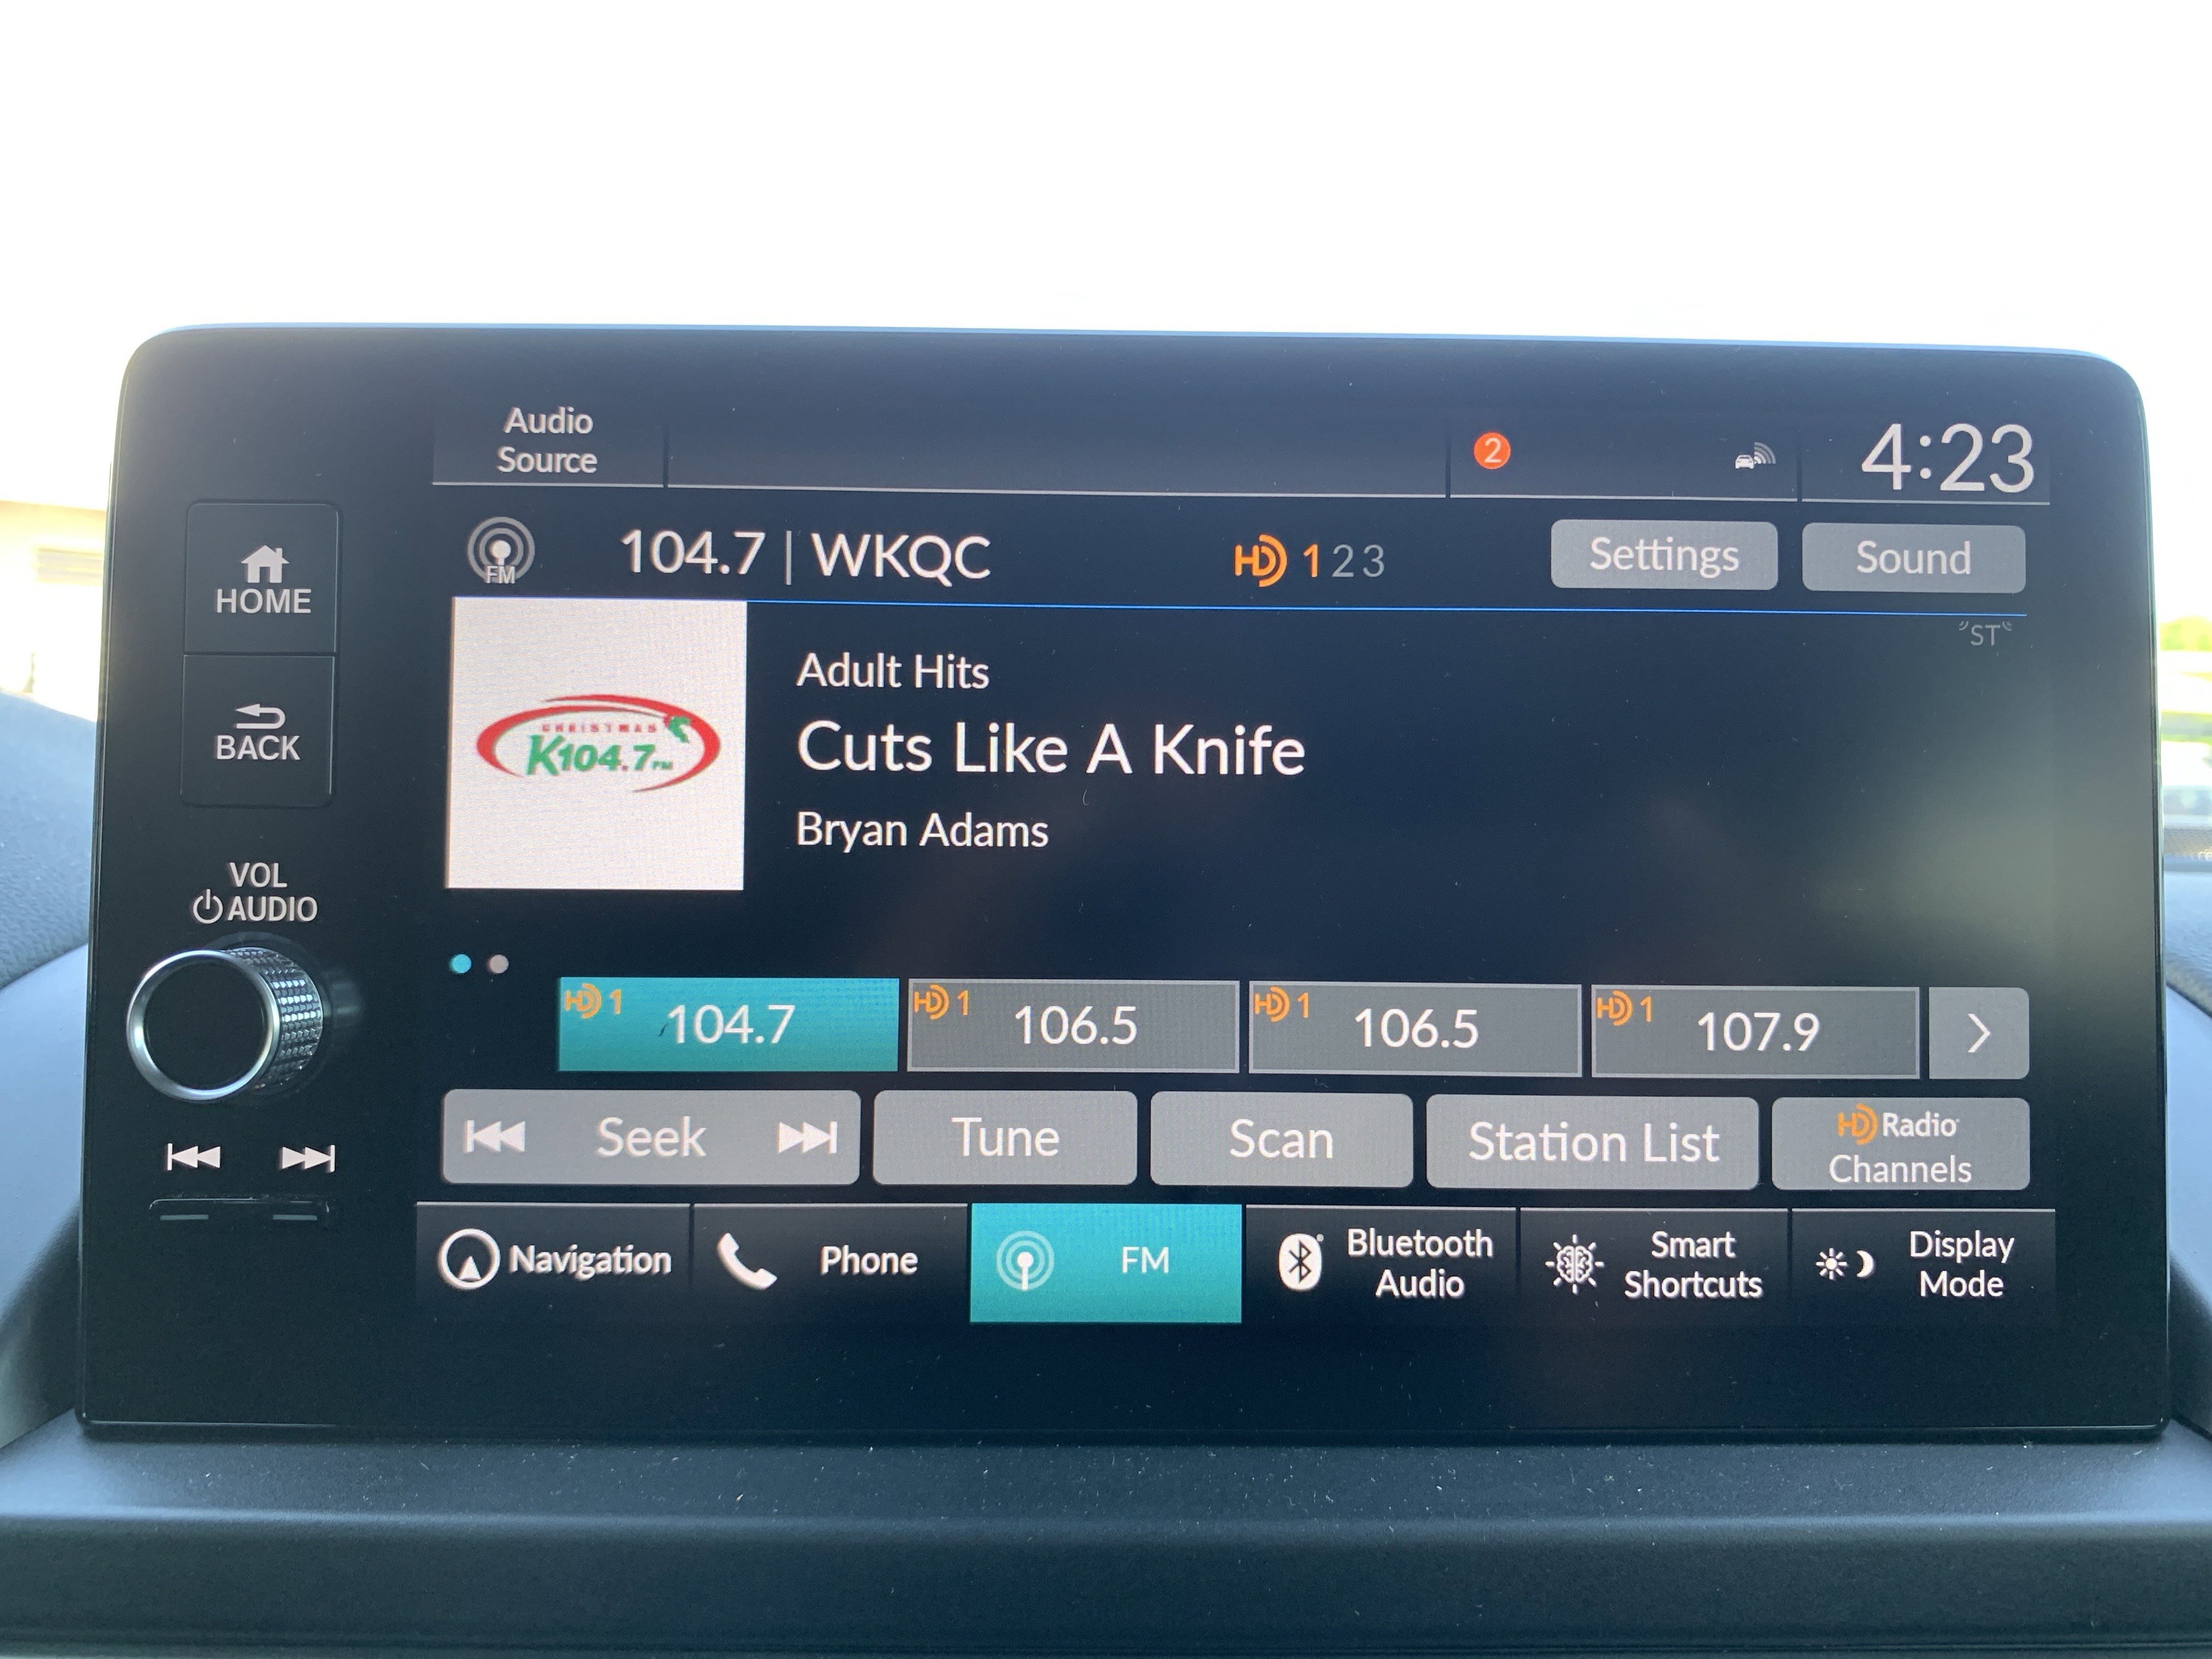 Audio
Source
2
4:23
FM
104.7 | WKQC
HD 1 2 3
Settings
Sound
HOME
ST
Adult Hits
CHRISTMAS
K104.7FM
Cuts Like A Knife
BACK
Bryan Adams
VOL
AUDIO
HD 1 104.7
HD 1 106.5
HD 1 106.5
HD 1 107.9
Seek
Tune
Scan
Station List
HD Radio
Channels
Navigation
Phone
FM
Bluetooth
Audio
Smart
Shortcuts
Display
Mode